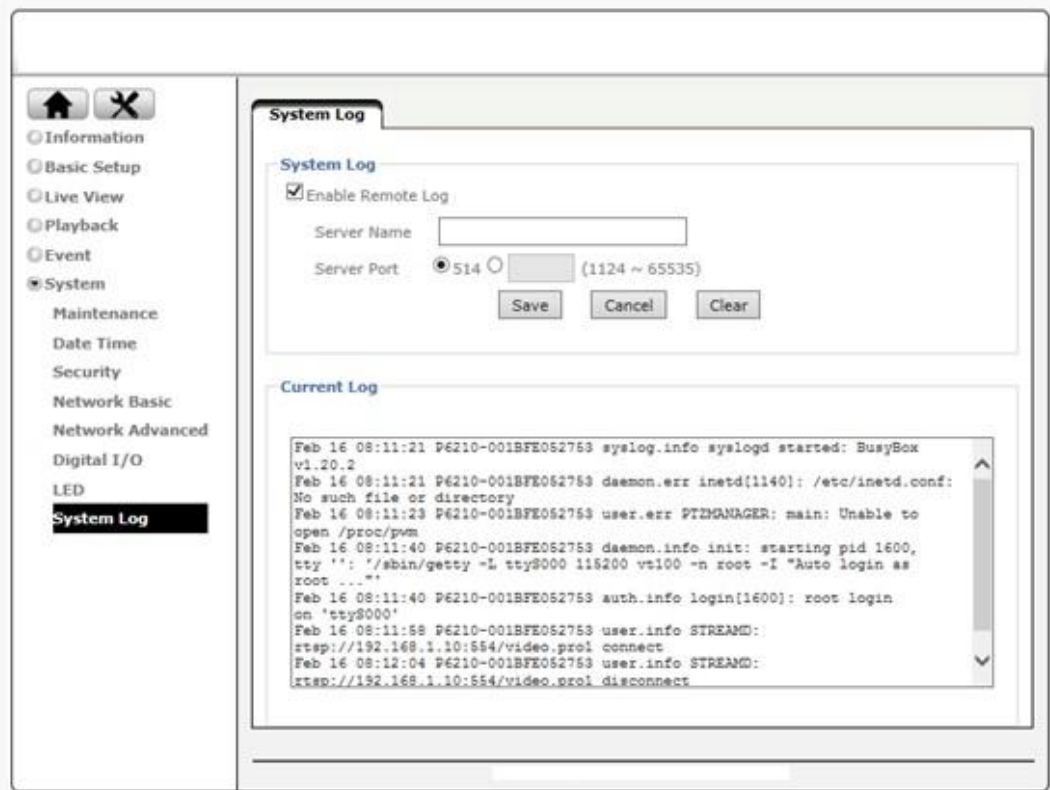 Information
Basic Setup
Live View
Playback
Event
System
Maintenance
Date Time
Security
Network Basic
Network Advanced
Digital I/O
LED
System Log
System Log
System Log
Enable Remote Log
Server Name
Server Port 514 (1124 ~ 65535)
Save Cancel Clear
Current Log
Feb 16 08:11:21 P6210-001BFE052753 syslog.info syslogd started: BusyBox
v1.20.2
Feb 16 08:11:21 P6210-001BFE052753 daemon.err inetd[1140]: /etc/inetd.conf:
No such file or directory
Feb 16 08:11:23 P6210-001BFE052753 user.err PTZMANAGER: main: Unable to
open /proc/pwm
Feb 16 08:11:40 P6210-001BFE052753 daemon.info init: starting pid 1600,
tty '': '/sbin/getty -L ttyS000 115200 vt100 -n root -I "Auto login as
root ..."'
Feb 16 08:11:40 P6210-001BFE052753 auth.info login[1600]: root login
on 'ttyS000'
Feb 16 08:11:58 P6210-001BFE052753 user.info STREAMD:
rtsp://192.168.1.10:554/video.pro1 connect
Feb 16 08:12:04 P6210-001BFE052753 user.info STREAMD:
rtsp://192.168.1.10:554/video.pro1 disconnect